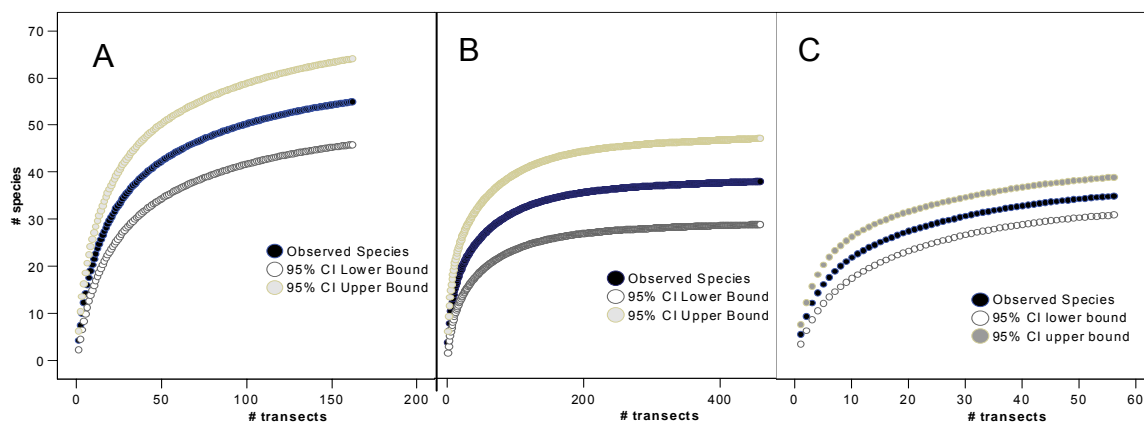 A
B
C
# species
70
60
50
40
30
20
10
0
Observed Species
95% CI Lower Bound
95% CI Upper Bound
0 50 100 150 200
# transects
Observed Species
95% CI Lower Bound
95% CI Upper Bound
0 200 400
# transects
Observed Species
95% CI lower bound
95% CI upper bound
0 10 20 30 40 50 60
# transects